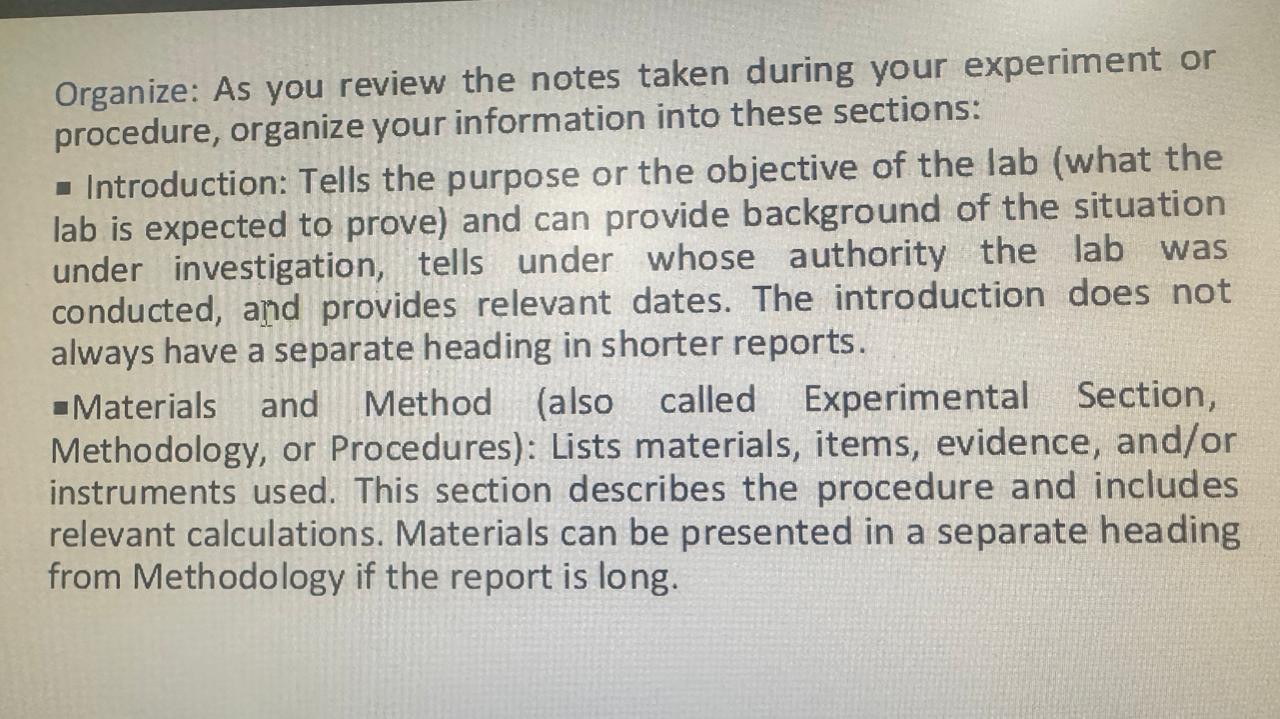 Organize: As you review the notes taken during your experiment or
procedure, organize your information into these sections:
▪ Introduction: Tells the purpose or the objective of the lab (what the
lab is expected to prove) and can provide background of the situation
under investigation, tells under whose authority the lab was
conducted, and provides relevant dates. The introduction does not
always have a separate heading in shorter reports.
▪Materials and Method (also called Experimental Section,
Methodology, or Procedures): Lists materials, items, evidence, and/or
instruments used. This section describes the procedure and includes
relevant calculations. Materials can be presented in a separate heading
from Methodology if the report is long.